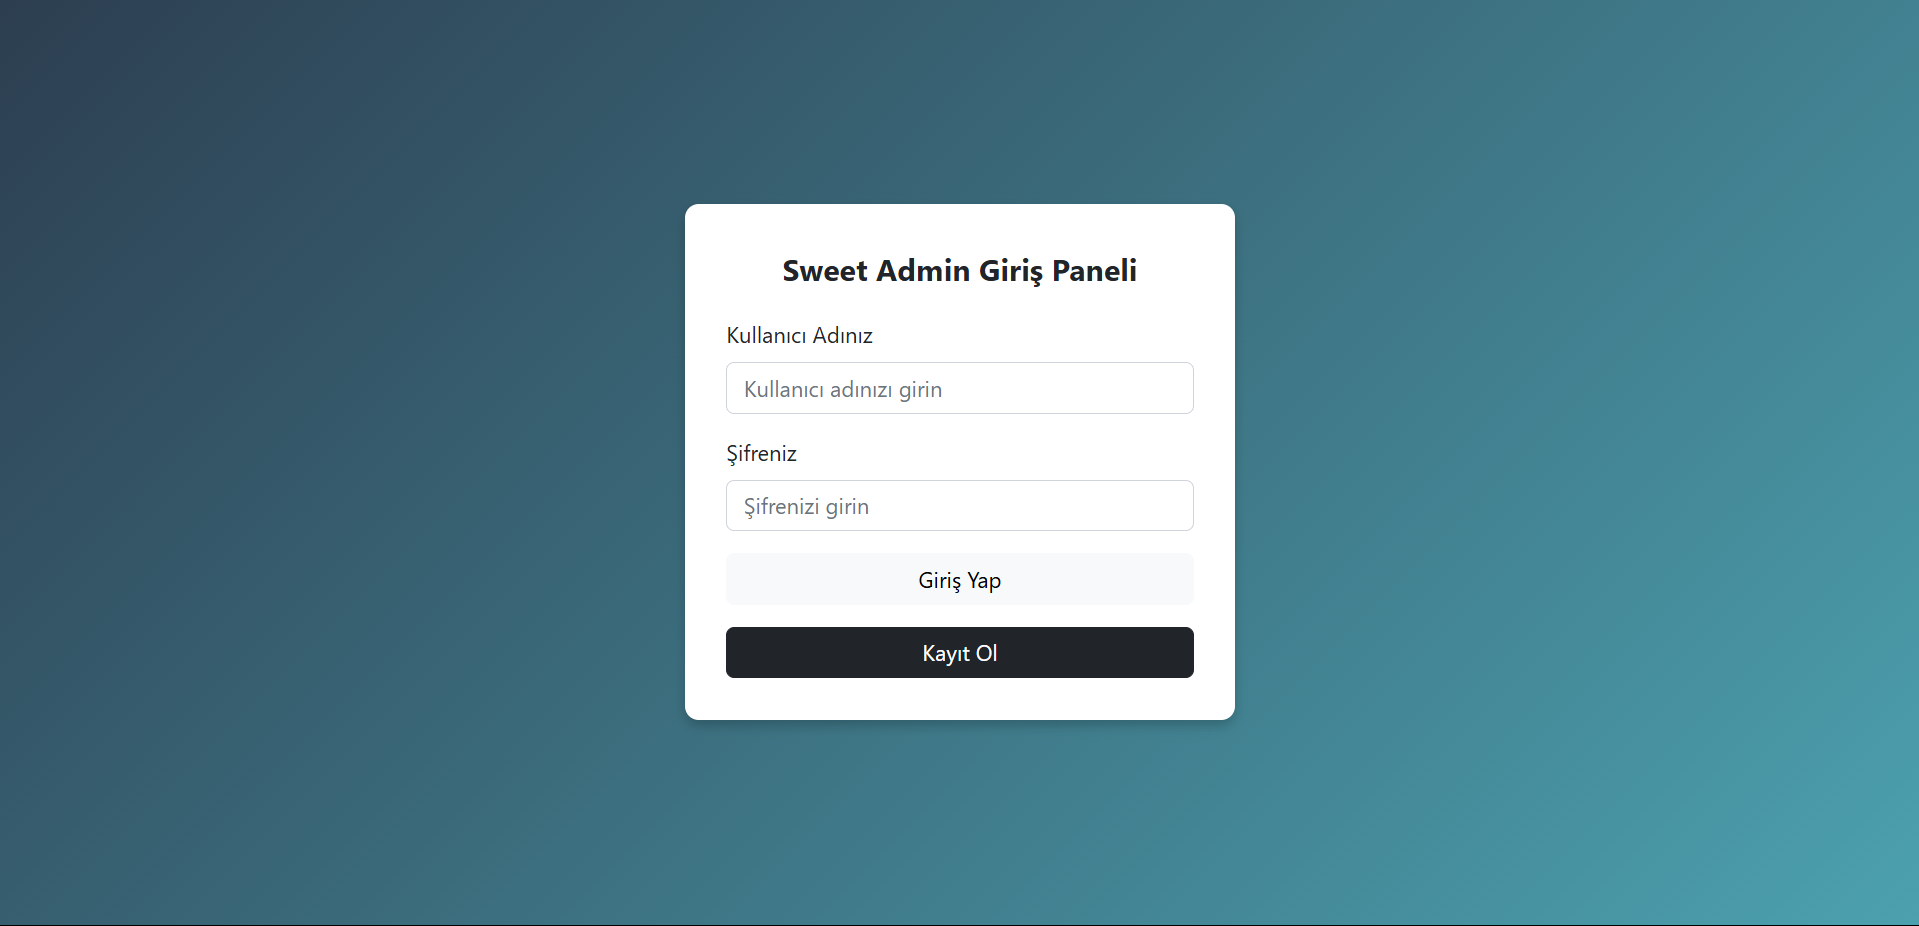 Sweet Admin Giriş Paneli
Kullanıcı Adınız
Kullanıcı adınızı girin
Şifreniz
Şifrenizi girin
Giriş Yap
Kayıt Ol